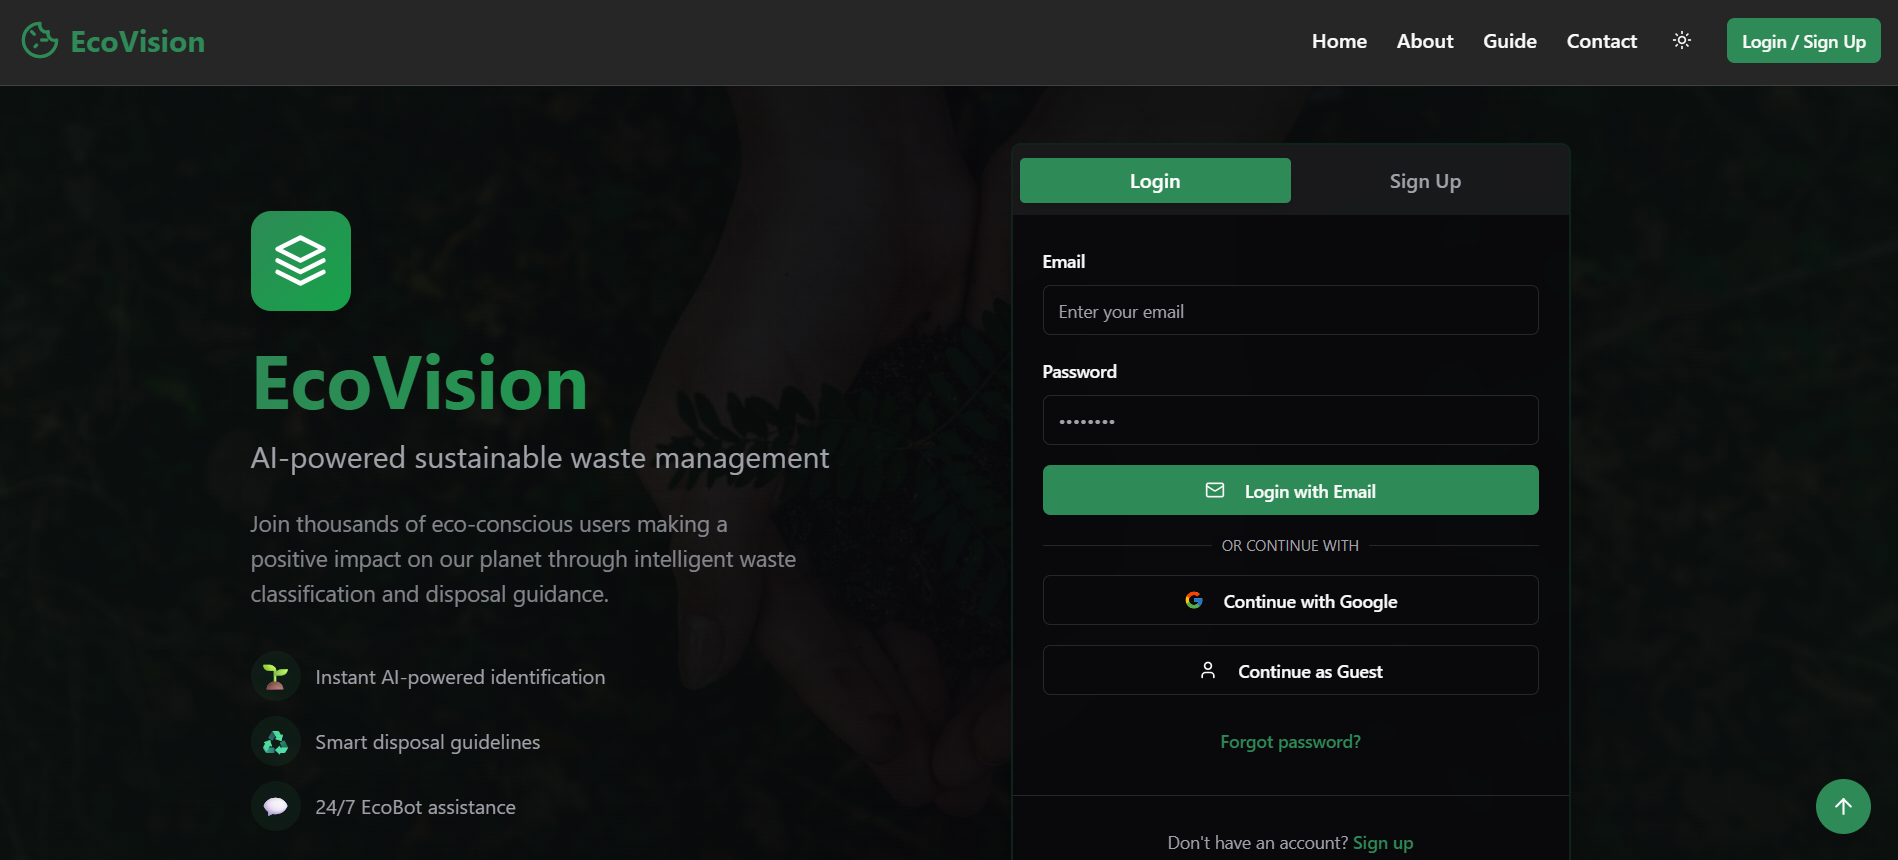 EcoVision
Home
About
Guide
Contact
Login / Sign Up
EcoVision
AI-powered sustainable waste management
Join thousands of eco-conscious users making a
positive impact on our planet through intelligent waste
classification and disposal guidance.
Instant AI-powered identification
Smart disposal guidelines
24/7 EcoBot assistance
Login
Sign Up
Email
Enter your email
Password
••••••••
Login with Email
OR CONTINUE WITH
Continue with Google
Continue as Guest
Forgot password?
Don't have an account? Sign up